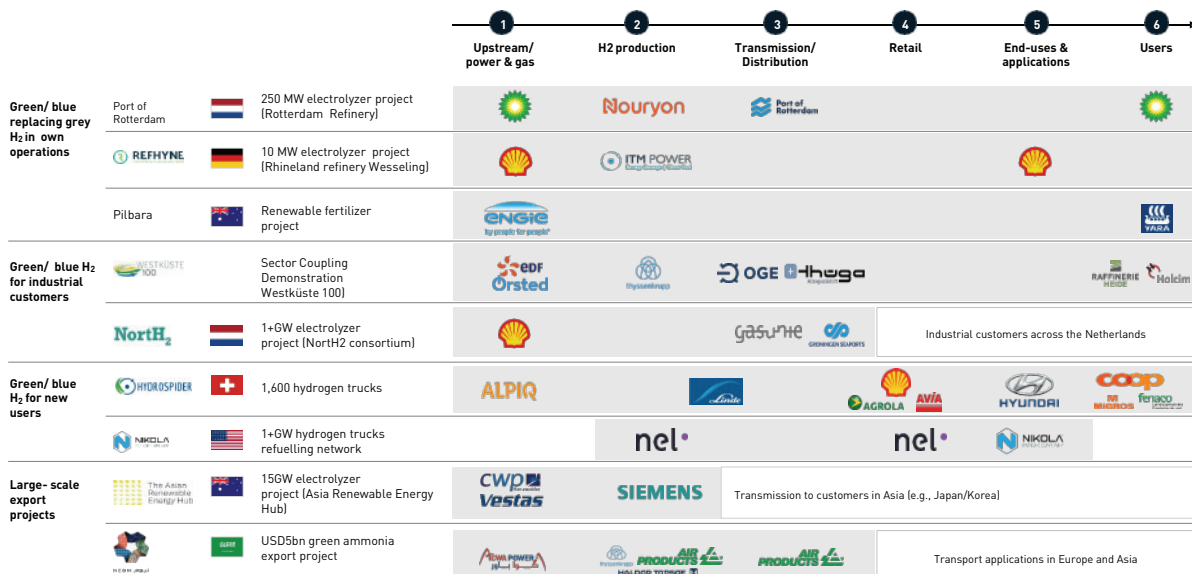 1 2 3 4 5 6
Upstream/
power & gas
H2 production
Transmission/
Distribution
Retail
End-uses &
applications
Users
Green/ blue
replacing grey
H2 in own
operations
Port of
Rotterdam
250 MW electrolyzer project
(Rotterdam Refinery)
Nouryon
Port of
Rotterdam
REFHYNE
10 MW electrolyzer project
(Rhineland refinery Wesseling)
ITM POWER
Pilbara
Renewable fertilizer
project
ENGIE
by people for people
YARA
Green/ blue H2
for industrial
customers
WESTKÜSTE
100
Sector Coupling
Demonstration
Westküste 100)
EDF
Orsted
thyssenkrupp
OGE
thuga
RAFFINERIE
HEIDE
Holcim
NortH2
1+GW electrolyzer
project (NortH2 consortium)
gasunie
GRONINGEN SEAPORTS
Industrial customers across the Netherlands
Green/ blue
H2 for new
users
HYDROSPIDER
1,600 hydrogen trucks
ALPIQ
Linde
AGROLA
AVIA
HYUNDAI
coop
M
MIGROS
fenaco
NIKOLA
1+GW hydrogen trucks
refuelling network
nel
nel
NIKOLA
Large- scale
export
projects
The Asian
Renewable
Energy Hub
15GW electrolyzer
project (Asia Renewable Energy
Hub)
CWP
Vestas
SIEMENS
Transmission to customers in Asia (e.g., Japan/Korea)
NEOM نيوم
USD5bn green ammonia
export project
ACWA POWER
thyssenkrupp
AIR
PRODUCTS
HALDOR TOPSOE
AIR
PRODUCTS
Transport applications in Europe and Asia